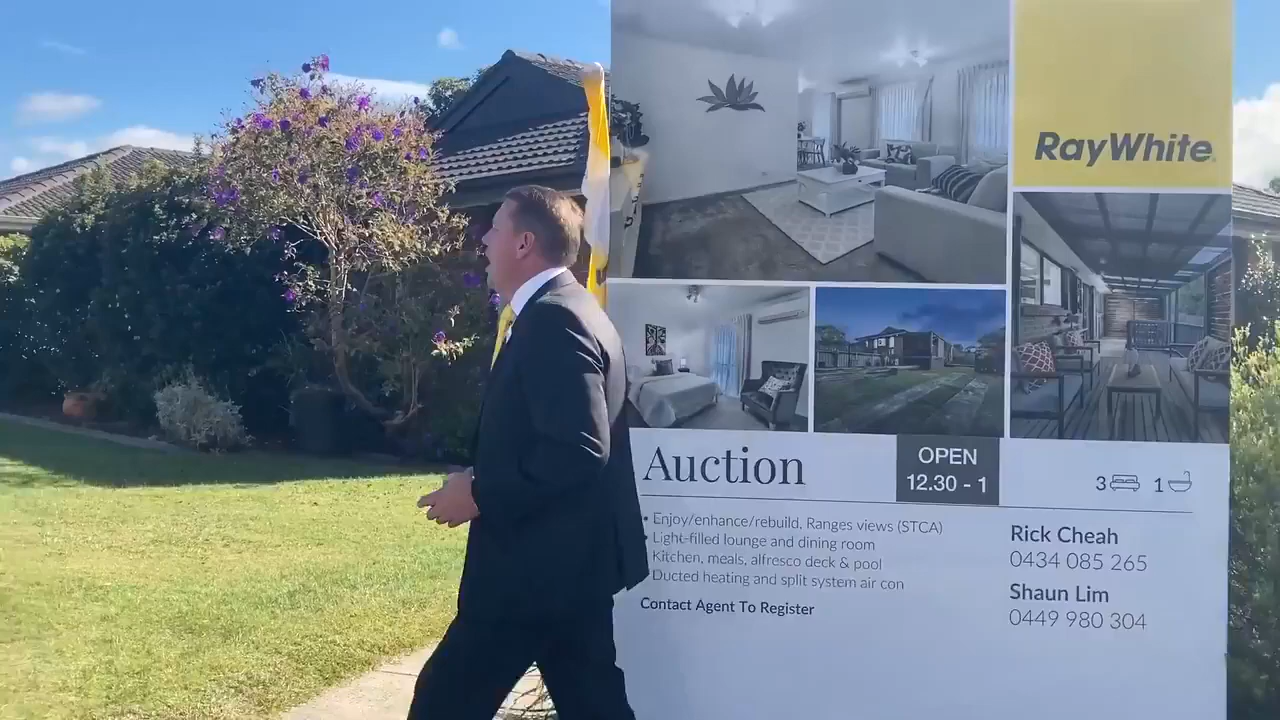 RayWhite
Auction
OPEN
12.30 - 1
3 1
Enjoy/enhance/rebuild, Ranges views (STCA)
Light-filled lounge and dining room
Kitchen, meals, alfresco deck & pool
Ducted heating and split system air con
Contact Agent To Register
Rick Cheah
0434 085 265
Shaun Lim
0449 980 304